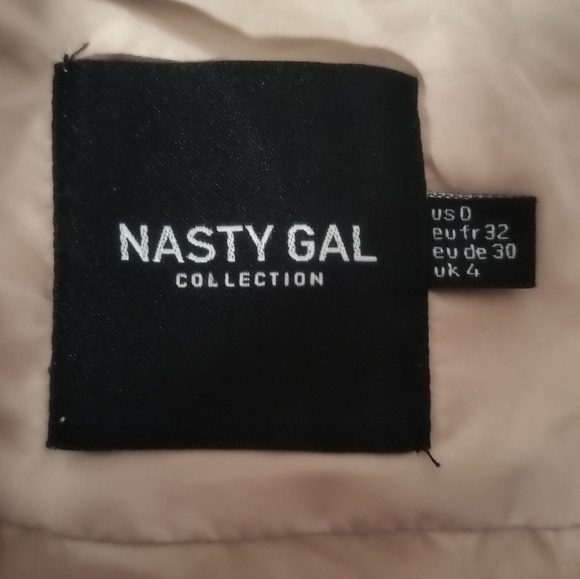 NASTY GAL
COLLECTION
us 0
eu fr 32
eu de 30
uk 4